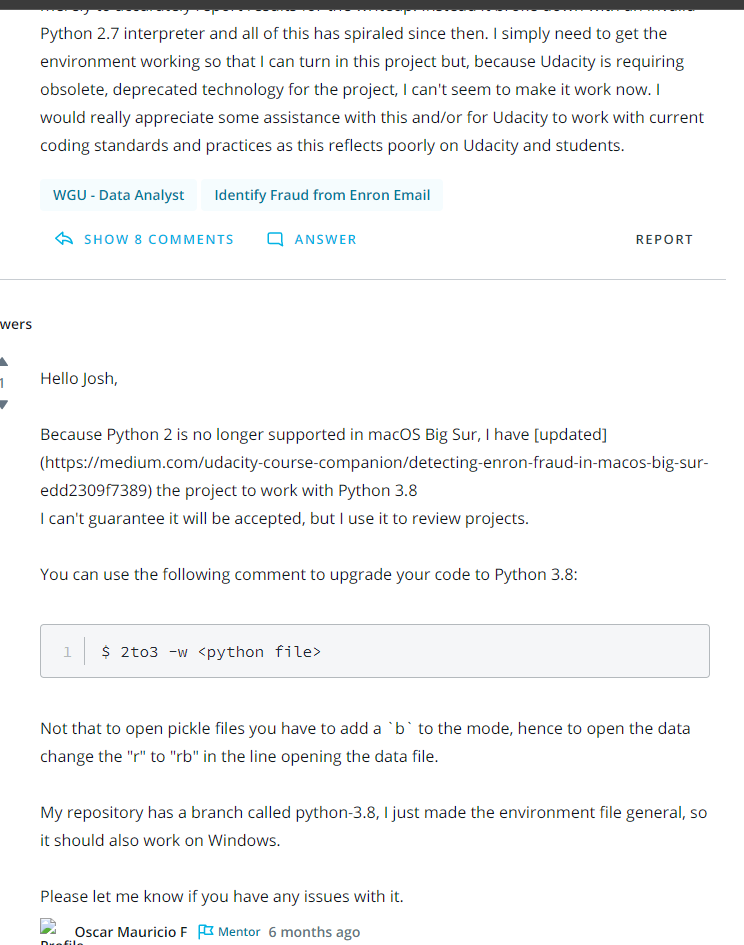 Python 2.7 interpreter and all of this has spiraled since then. I simply need to get the
environment working so that I can turn in this project but, because Udacity is requiring
obsolete, deprecated technology for the project, I can't seem to make it work now. I
would really appreciate some assistance with this and/or for Udacity to work with current
coding standards and practices as this reflects poorly on Udacity and students.
WGU - Data Analyst Identify Fraud from Enron Email
SHOW 8 COMMENTS ANSWER REPORT
wers
1
Hello Josh,
Because Python 2 is no longer supported in macOS Big Sur, I have [updated]
(https://medium.com/udacity-course-companion/detecting-enron-fraud-in-macos-big-sur-
edd2309f7389) the project to work with Python 3.8
I can't guarantee it will be accepted, but I use it to review projects.
You can use the following comment to upgrade your code to Python 3.8:
1 $ 2to3 -w <python file>
Not that to open pickle files you have to add a `b` to the mode, hence to open the data
change the "r" to "rb" in the line opening the data file.
My repository has a branch called python-3.8, I just made the environment file general, so
it should also work on Windows.
Please let me know if you have any issues with it.
Oscar Mauricio F Mentor 6 months ago